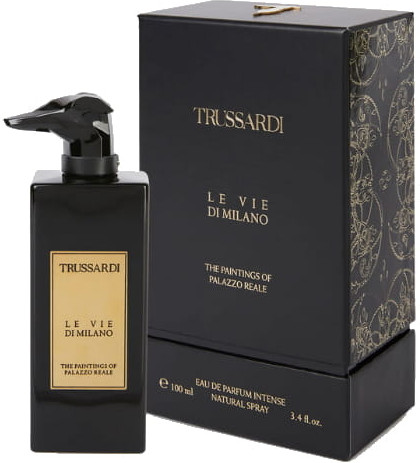 TRUSSARDI
LE VIE
DI MILANO
THE PAINTINGS OF
PALAZZO REALE
TRUSSARDI
LE VIE
DI MILANO
THE PAINTINGS OF
PALAZZO REALE
e 100 ml
EAU DE PARFUM INTENSE
NATURAL SPRAY
3.4 fl.oz.